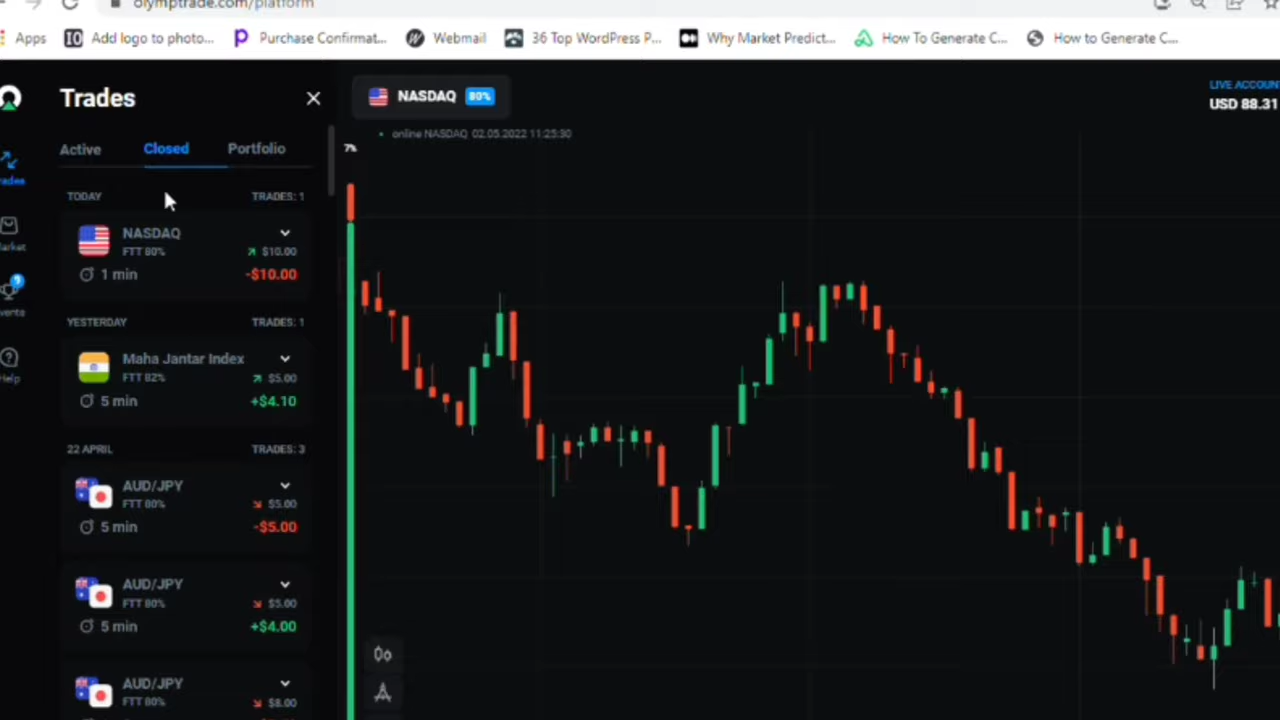 olymptrade.com/platform
Apps
Add logo to photo...
Purchase Confirmat...
Webmail
36 Top WordPress P...
Why Market Predict...
How To Generate C...
How to Generate C...
Trades
Active
Closed
Portfolio
TODAY
TRADES: 1
NASDAQ
FTT 80%
$10.00
1 min
-$10.00
YESTERDAY
TRADES: 1
Maha Jantar Index
FTT 82%
$5.00
5 min
+$4.10
22 APRIL
TRADES: 3
AUD/JPY
FTT 80%
$5.00
5 min
-$5.00
AUD/JPY
FTT 80%
$5.00
5 min
+$4.00
AUD/JPY
FTT 80%
$8.00
rades
arket
vents
Help
NASDAQ
80%
online NASDAQ 02.05.2022 11:25:30
LIVE ACCOUN
USD 88.31